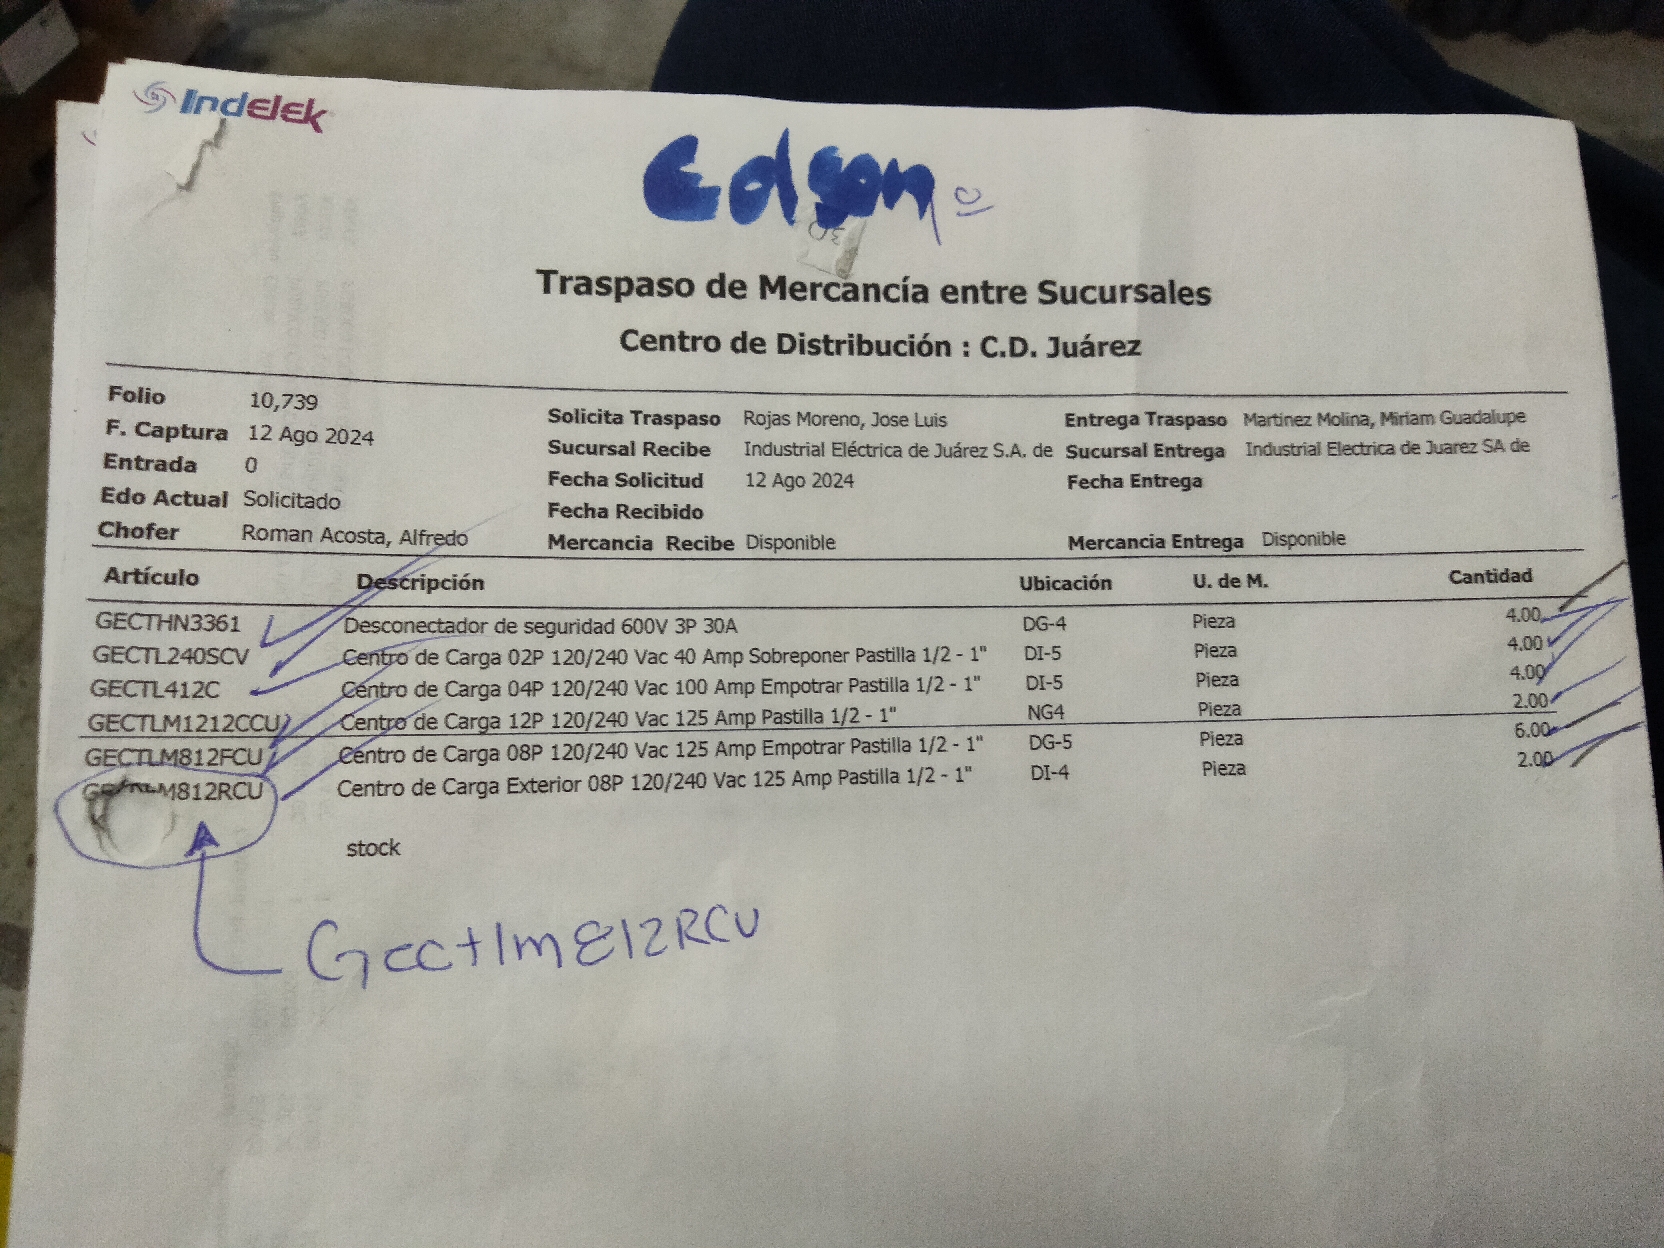 Indelek
Edson
Traspaso de Mercancía entre Sucursales
Centro de Distribución : C.D. Juárez
Folio 10,739
F. Captura 12 Ago 2024
Entrada 0
Edo Actual Solicitado
Chofer Roman Acosta, Alfredo
Solicita Traspaso Rojas Moreno, Jose Luis
Sucursal Recibe Industrial Eléctrica de Juárez S.A. de
Fecha Solicitud 12 Ago 2024
Fecha Recibido
Mercancia Recibe Disponible
Entrega Traspaso Martinez Molina, Miriam Guadalupe
Sucursal Entrega Industrial Electrica de Juarez SA de
Fecha Entrega
Mercancia Entrega Disponible
Artículo Descripción Ubicación U. de M. Cantidad
GECTHN3361 Desconectador de seguridad 600V 3P 30A DG-4 Pieza 4.00
GECTL240SCV Centro de Carga 02P 120/240 Vac 40 Amp Sobreponer Pastilla 1/2 - 1" DI-5 Pieza 4.00
GECTL412C Centro de Carga 04P 120/240 Vac 100 Amp Empotrar Pastilla 1/2 - 1" DI-5 Pieza 4.00
GECTLM1212CCU Centro de Carga 12P 120/240 Vac 125 Amp Pastilla 1/2 - 1" NG4 Pieza 2.00
GECTLM812FCU Centro de Carga 08P 120/240 Vac 125 Amp Empotrar Pastilla 1/2 - 1" DG-5 Pieza 6.00
GECTLM812RCU Centro de Carga Exterior 08P 120/240 Vac 125 Amp Pastilla 1/2 - 1" DI-4 Pieza 2.00
stock
Gecctlm812RCU